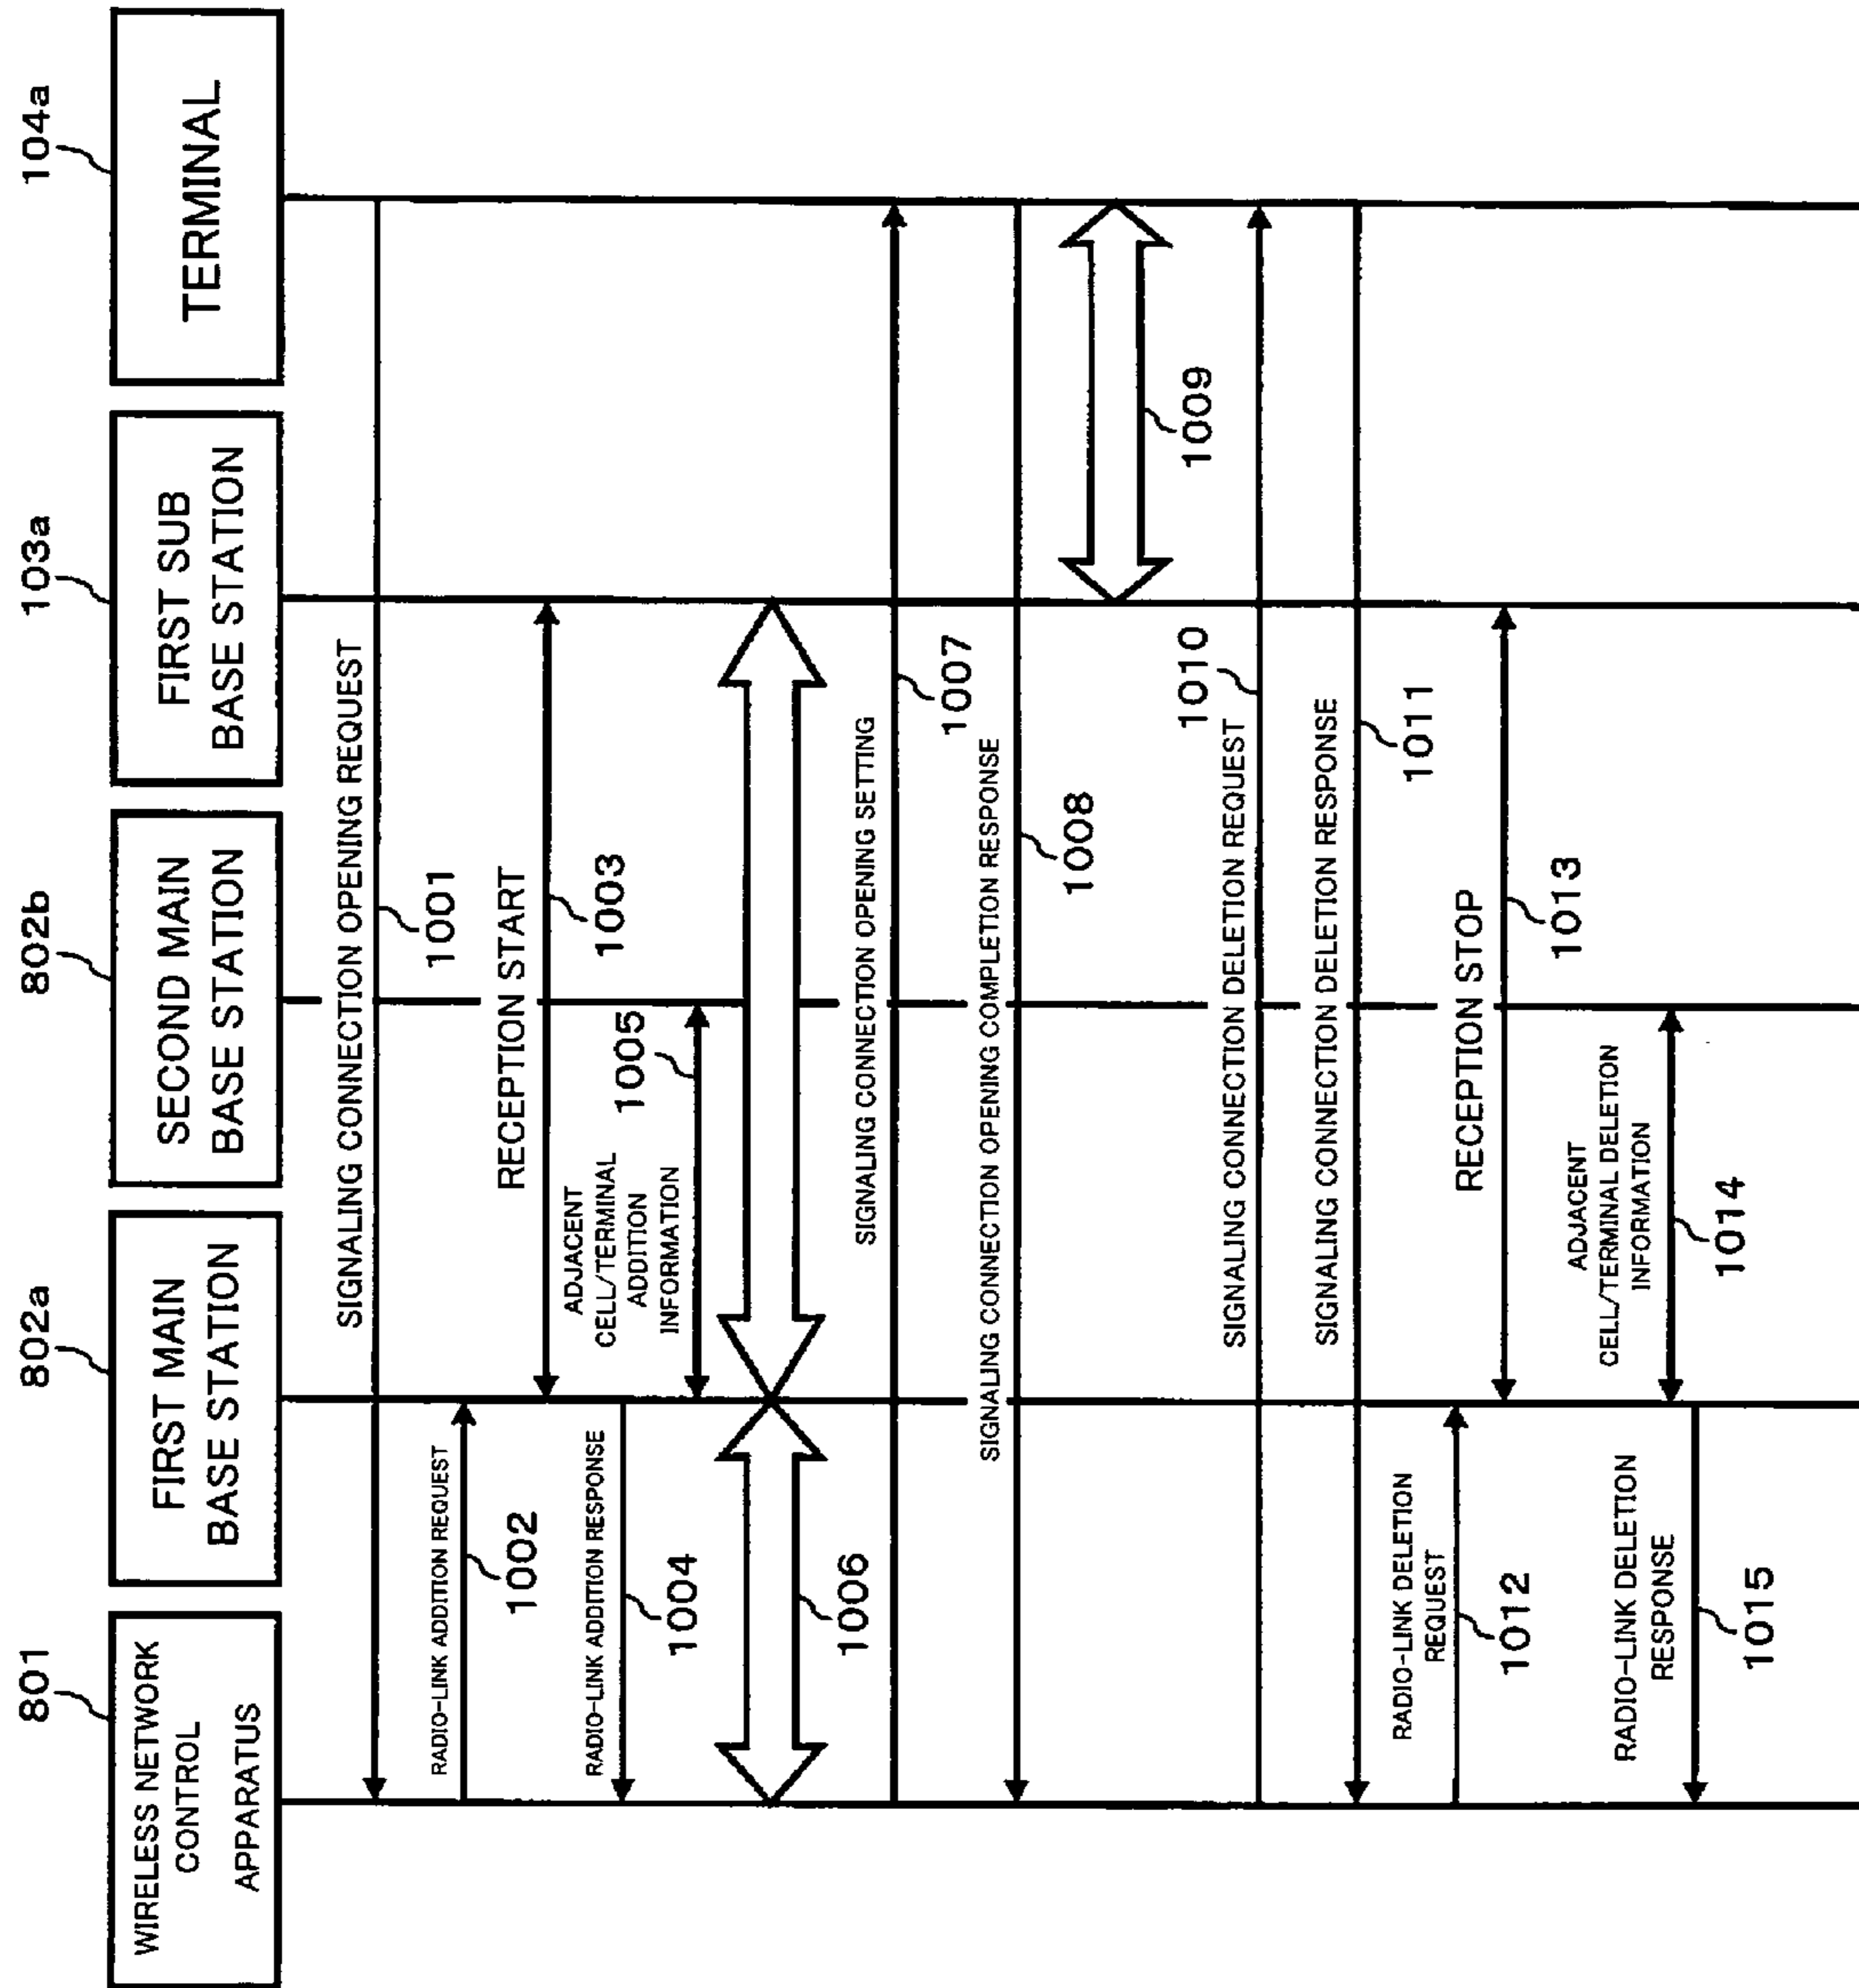 801
802a
802b
103a
104a
WIRELESS NETWORK
CONTROL
APPARATUS
FIRST MAIN
BASE STATION
SECOND MAIN
BASE STATION
FIRST SUB
BASE STATION
TERMINAL
SIGNALING CONNECTION OPENING REQUEST
1001
RADIO-LINK ADDITION REQUEST
1002
RECEPTION START
1003
RADIO-LINK ADDITION RESPONSE
1004
ADJACENT
CELL/TERMINAL
ADDITION
INFORMATION
1005
1006
SIGNALING CONNECTION OPENING SETTING
1007
SIGNALING CONNECTION OPENING COMPLETION RESPONSE
1008
1009
SIGNALING CONNECTION DELETION REQUEST
1010
SIGNALING CONNECTION DELETION RESPONSE
1011
RADIO-LINK DELETION
REQUEST
1012
RECEPTION STOP
1013
ADJACENT
CELL/TERMINAL DELETION
INFORMATION
1014
RADIO-LINK DELETION
RESPONSE
1015